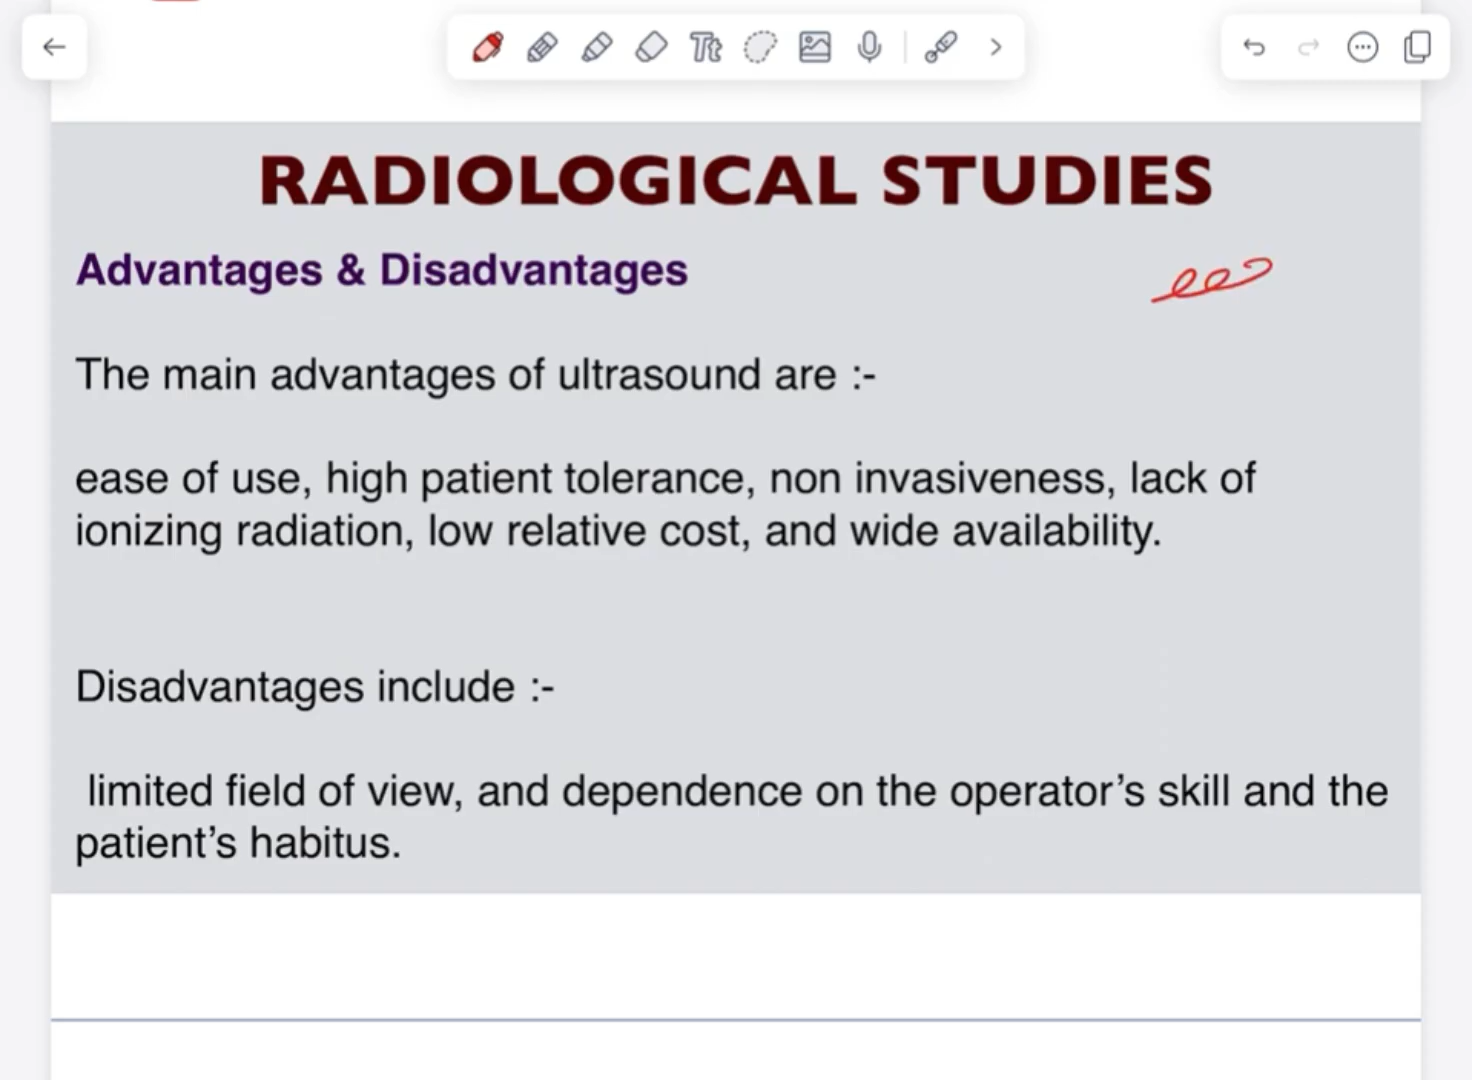 RADIOLOGICAL STUDIES
Advantages & Disadvantages
The main advantages of ultrasound are :-
ease of use, high patient tolerance, non invasiveness, lack of
ionizing radiation, low relative cost, and wide availability.
Disadvantages include :-
limited field of view, and dependence on the operator’s skill and the
patient’s habitus.